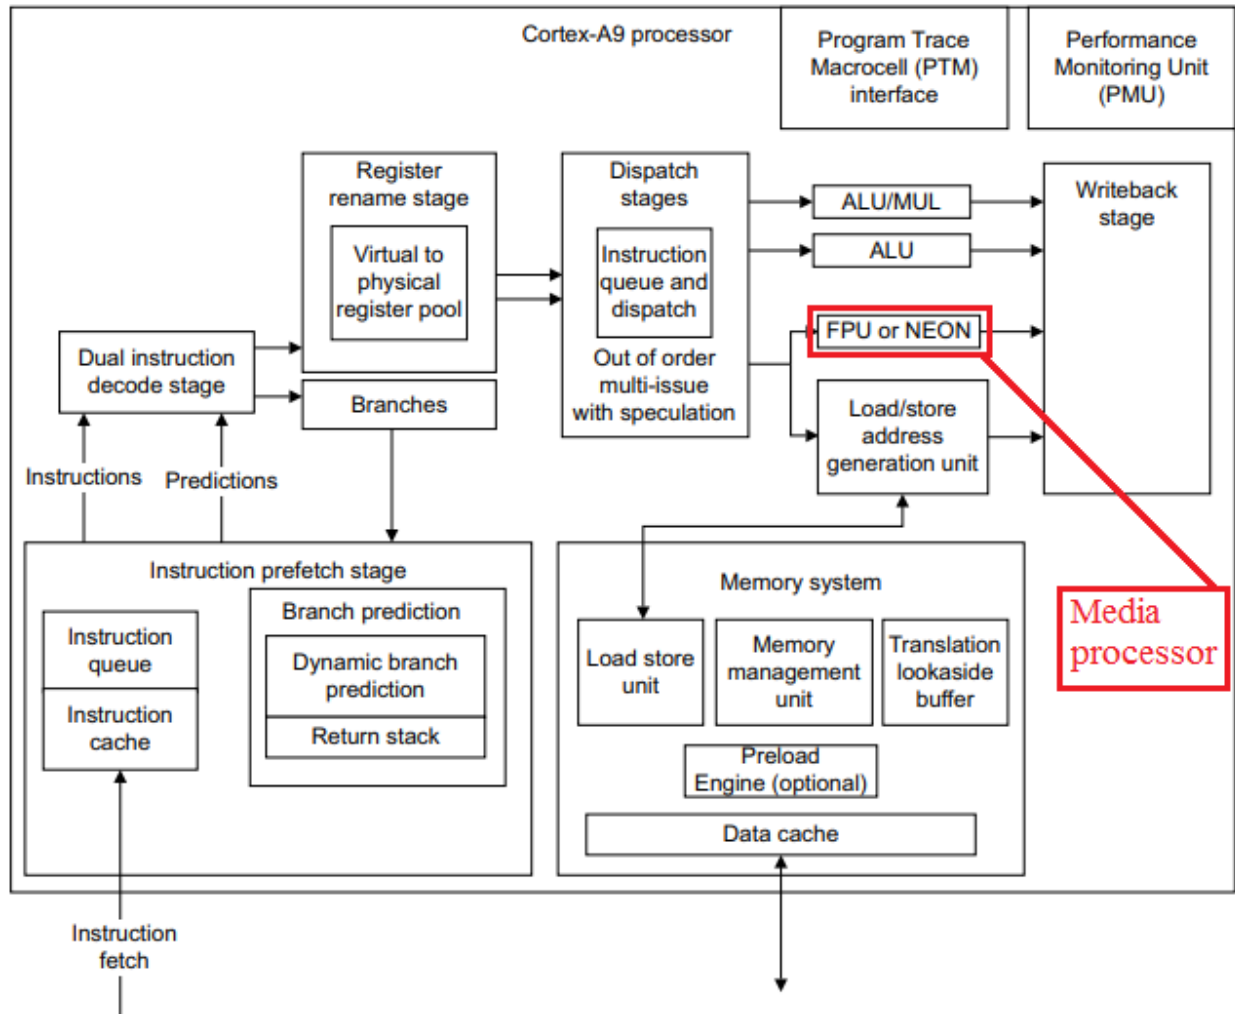 Cortex-A9 processor
Program Trace
Macrocell (PTM)
interface
Performance
Monitoring Unit
(PMU)
Register
rename stage
Virtual to
physical
register pool
Dispatch
stages
Instruction
queue and
dispatch
Out of order
multi-issue
with speculation
ALU/MUL
ALU
FPU or NEON
Load/store
address
generation unit
Writeback
stage
Dual instruction
decode stage
Branches
Instructions
Predictions
Instruction prefetch stage
Instruction
queue
Instruction
cache
Branch prediction
Dynamic branch
prediction
Return stack
Memory system
Load store
unit
Memory
management
unit
Translation
lookaside
buffer
Preload
Engine (optional)
Data cache
Media
processor
Instruction
fetch